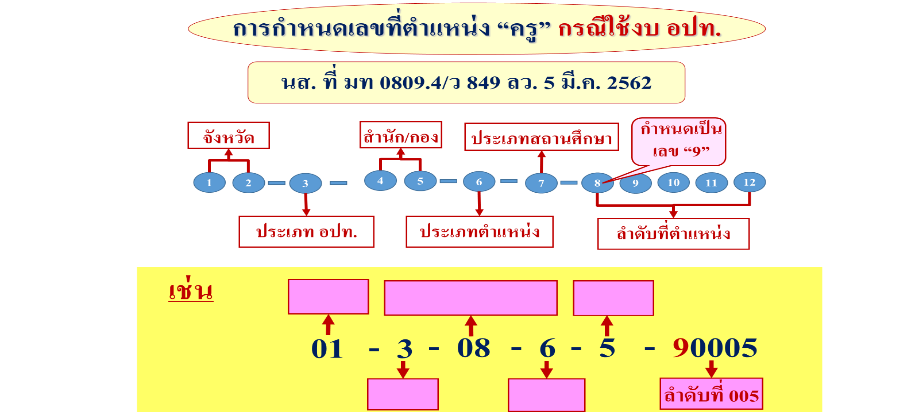 การกำหนดเลขที่ตำแหน่ง “ครู” กรณีใช้งบ อปท.
นส. ที่ มท 0809.4/ว 849 ลว. 5 มี.ค. 2562
จังหวัด
สำนัก/กอง
ประเภทสถานศึกษา
กำหนดเป็น
เลข “9”
1 2 – 3 – 4 5 – 6 – 7 – 8 9 10 11 12
ประเภท อปท.
ประเภทตำแหน่ง
ลำดับที่ตำแหน่ง
เช่น
01 - 3 - 08 - 6 - 5 - 90005
ลำดับที่ 005